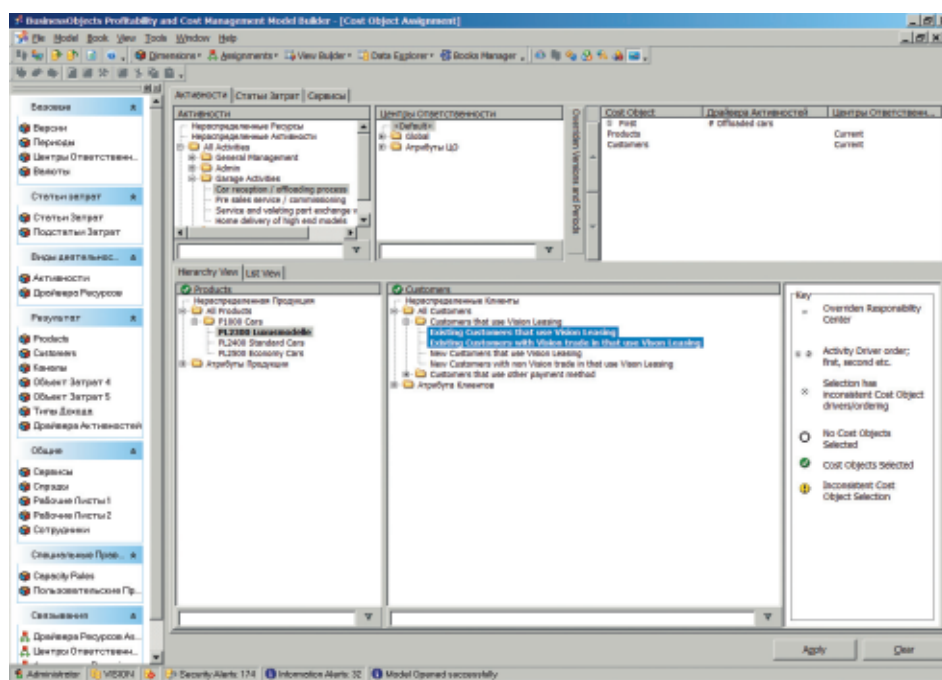 BusinessObjects Profitability and Cost Management Model Builder - [Cost Object Assignment]
File Model Book View Tools Window Help
Dimensions Assignments View Builder Data Explorer Books Manager
Базовые
Версии
Периоды
Центры Ответственн...
Валюты
Статьи затрат
Статьи Затрат
Подстатьи Затрат
Виды деятельнос...
Активности
Драйвера Ресурсов
Результат
Products
Customers
Каналы
Объект Затрат 4
Объект Затрат 5
Типы Дохода
Драйвера Активностей
Общие
Сервисы
Спреды
Рабочие Листы 1
Рабочие Листы 2
Сотрудники
Специальные Прав...
Capacity Rules
Пользовательские Пр...
Связывания
Драйвера Ресурсов Ак...
Центры Ответственн...
Активности Статьи Затрат Сервисы
Активности
Нераспределенные Ресурсы
Нераспределенные Активности
All Activities
General Management
Admin
Garage Activities
Car reception / offloading process
Pre sales service / commissioning
Service and valeting part exchange v
Home delivery of high end models
Центры Ответственности
<Default>
Global
Атрибуты ЦО
Overriden Versions and Periods
Cost Object Драйвера Активностей Центры Ответственн...
First # Offloaded cars
Products Current
Customers Current
Hierarchy View List View
Products
Нераспределенная Продукция
All Products
P1000 Cars
PL2400 Standard Cars
Атрибуты Продукции
Customers
Нераспределенные Клиенты
All Customers
Customers that use Vision Leasing
Existing Customers that use Vision Leasing
Existing Customers with Vision trade in that use Vison Leasing
New Customers that use Vision Leasing
New Customers with non Vision trade in that use Vison Leasing
Customers that use other payment method
Атрибуты Клиентов
Key
Overriden Responsibility
Center
Activity Driver order;
first, second etc.
Selection has
inconsistent Cost Object
drivers/ordering
No Cost Objects
Selected
Cost Objects Selected
Inconsistent Cost
Object Selection
Apply Clear
Administrator VISION Security Alerts: 174 Information Alerts: 32 Model Opened successfully